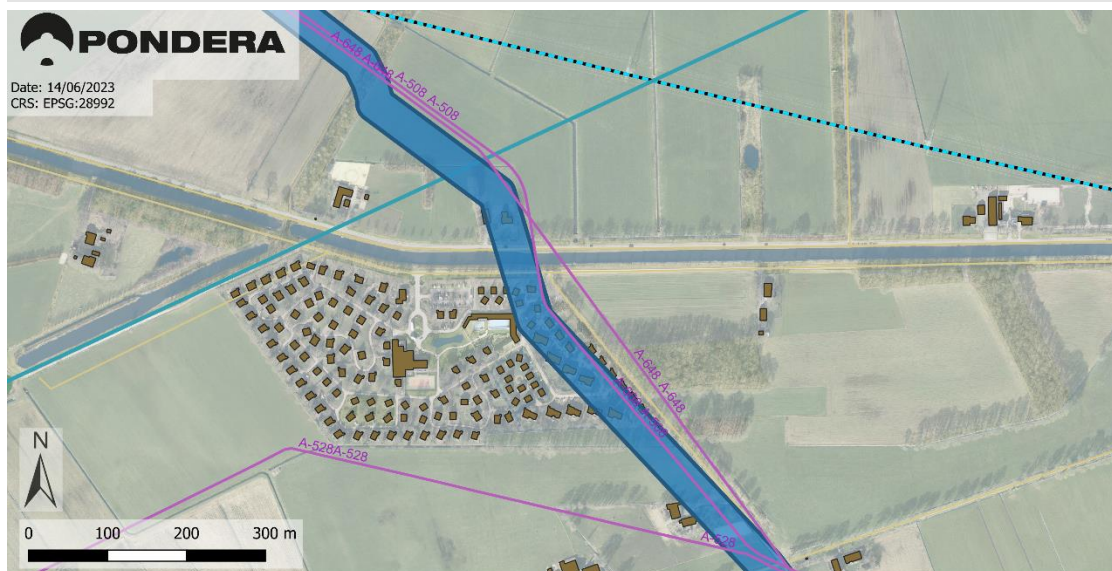 PONDERA
Date: 14/06/2023
CRS: EPSG:28992
A-648 A-648 A-508 A-508
A-648 A-648
A-528A-528
A-528
N
0 100 200 300 m